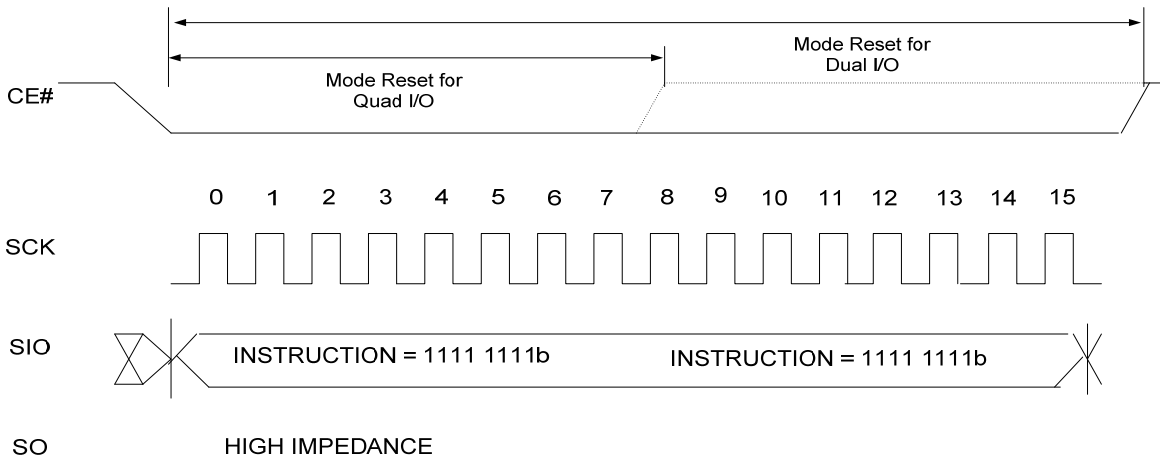 Mode Reset for
Dual I/O
Mode Reset for
Quad I/O
CE#
0 1 2 3 4 5 6 7 8 9 10 11 12 13 14 15
SCK
SIO
INSTRUCTION = 1111 1111b INSTRUCTION = 1111 1111b
SO
HIGH IMPEDANCE